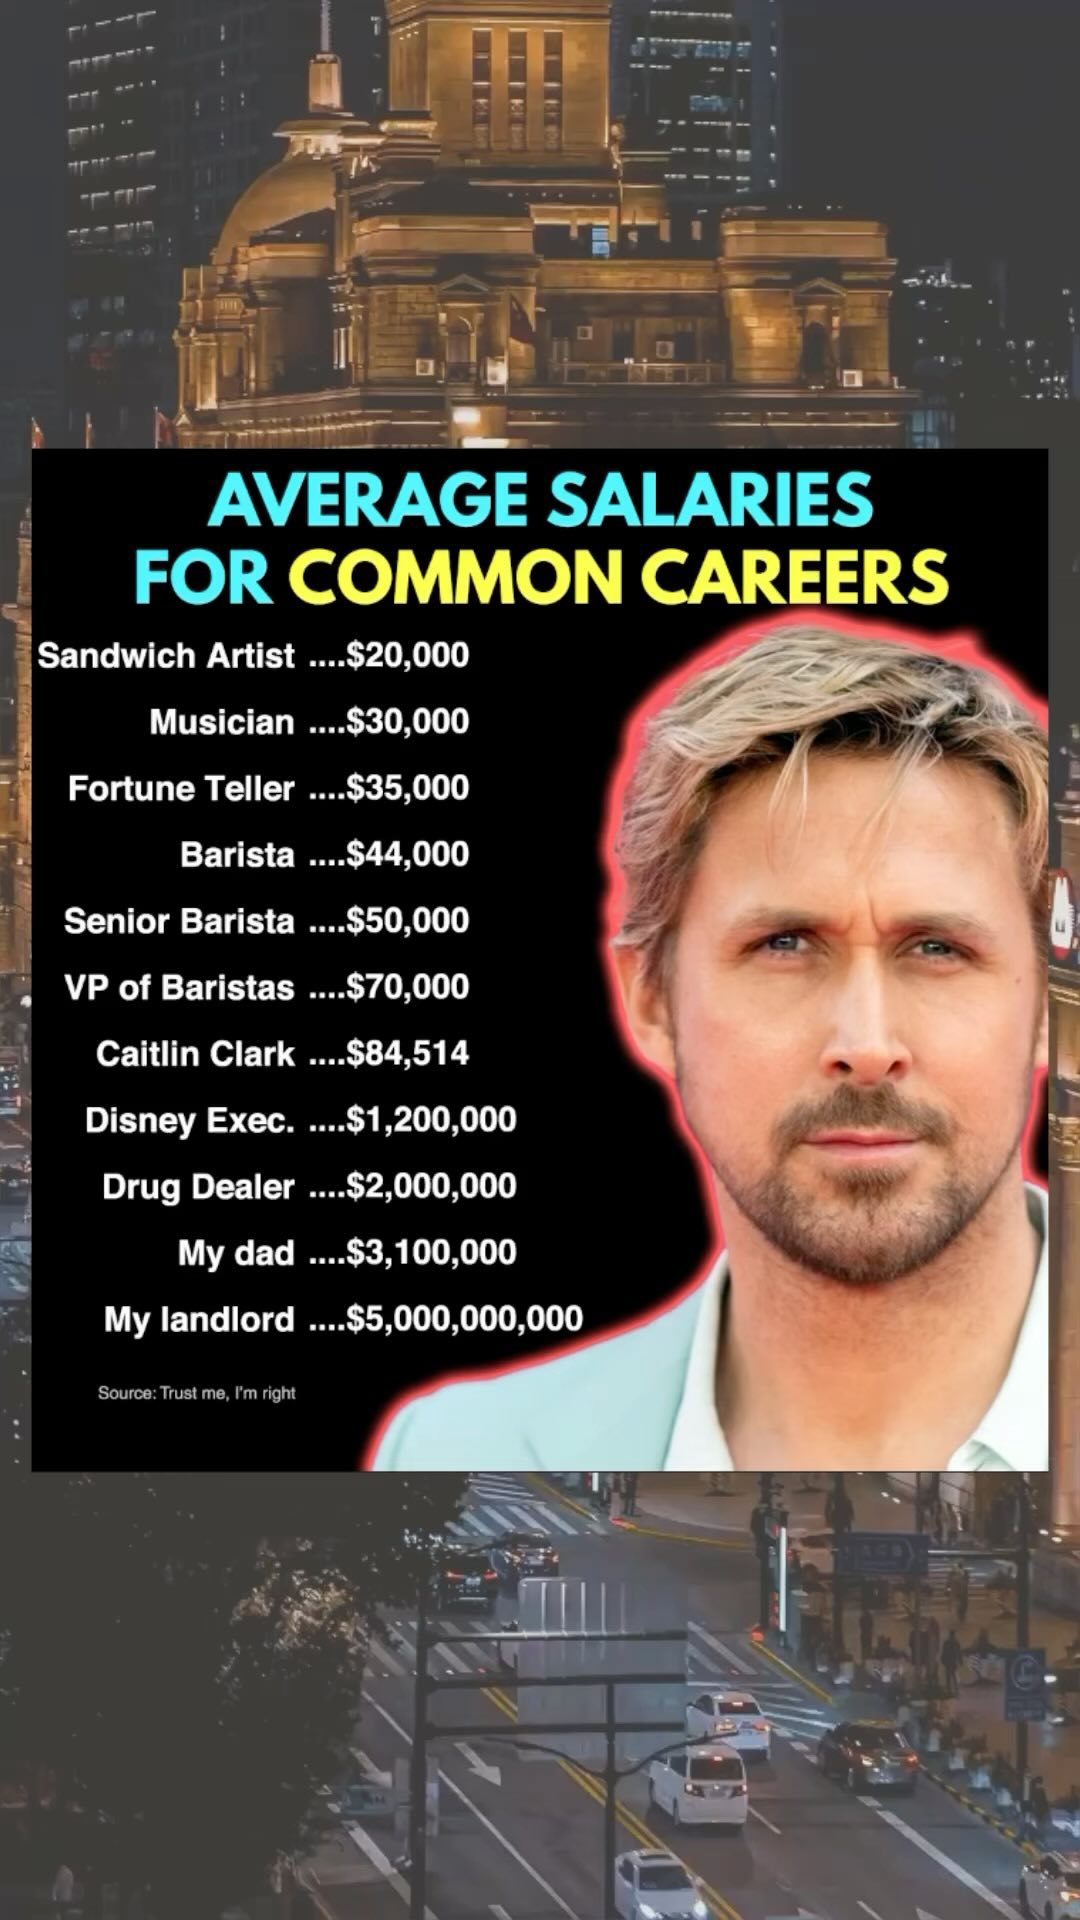 AVERAGE SALARIES
FOR COMMON CAREERS
Sandwich Artist ....$20,000
Musician ....$30,000
Fortune Teller ....$35,000
Barista ....$44,000
Senior Barista ....$50,000
VP of Baristas ....$70,000
Caitlin Clark ....$84,514
Disney Exec. ....$1,200,000
Drug Dealer ....$2,000,000
My dad ....$3,100,000
My landlord ....$5,000,000,000
Source: Trust me, I'm right